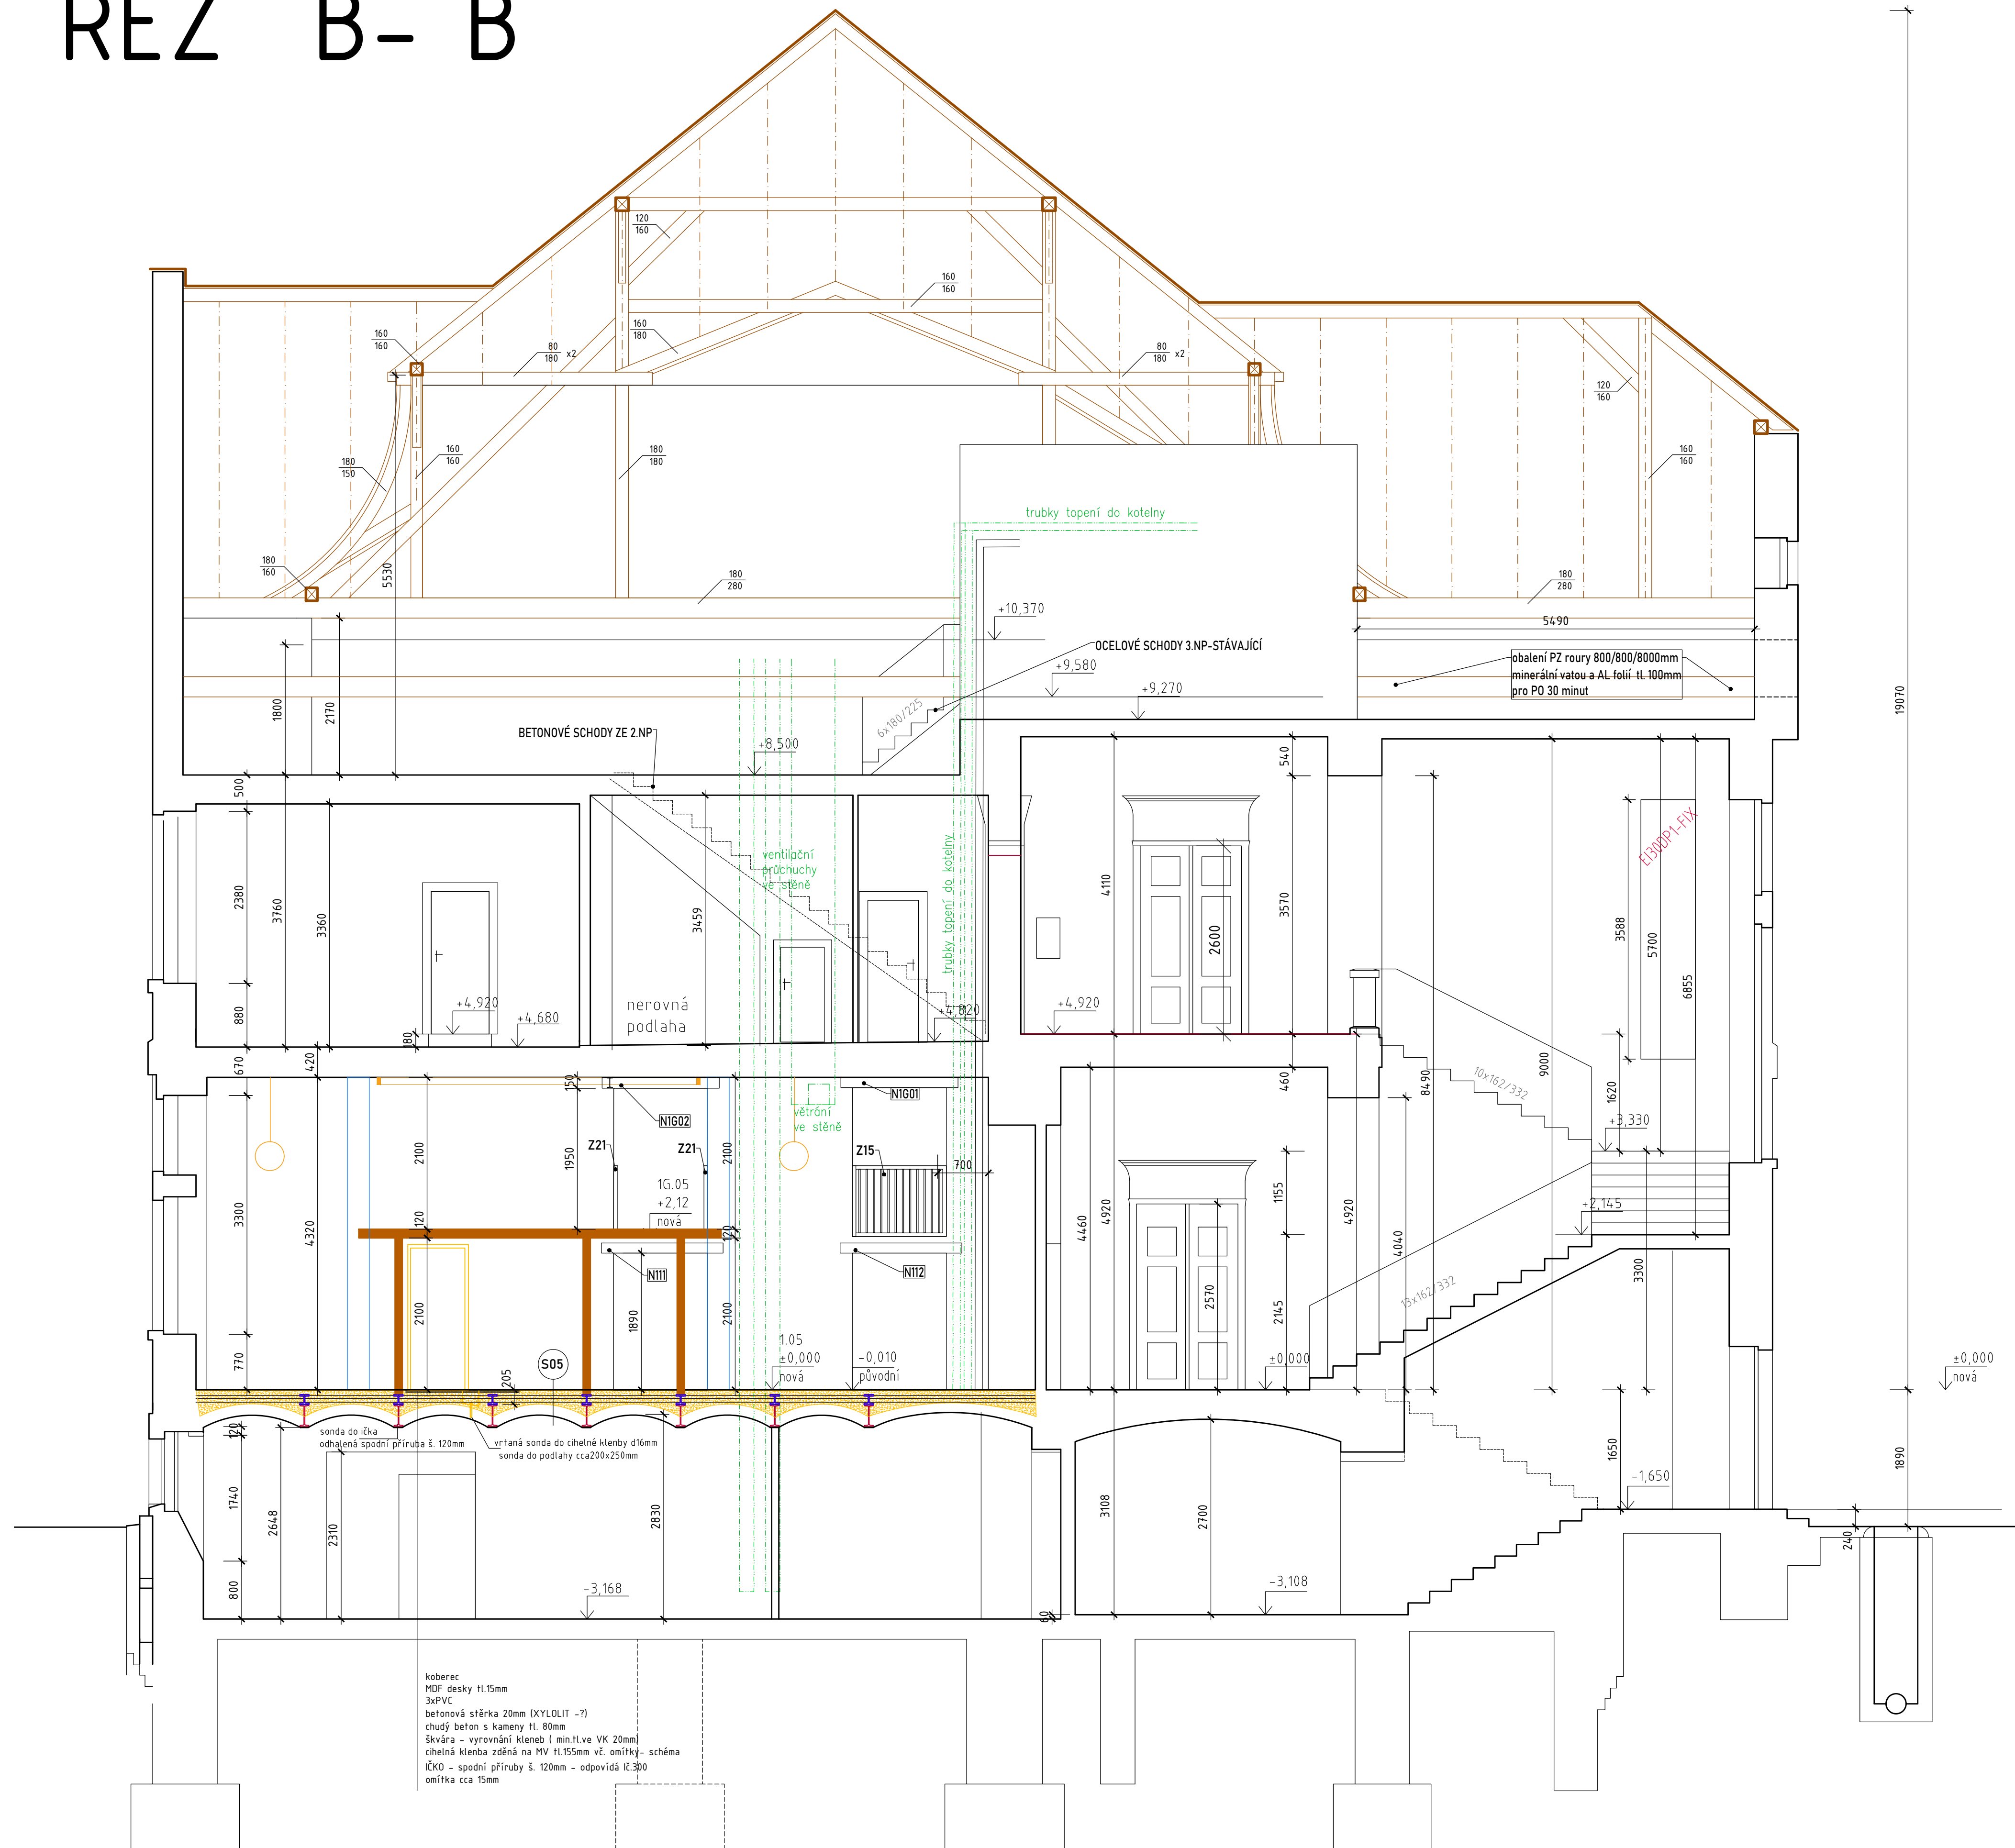 ŘEZ B- B
120
160
160
160
160
180
160
160
80
180 x2
80
180 x2
120
160
180
150
160
160
180
180
160
160
trubky topení do kotelny
180
160
5530
180
280
180
280
+10,370
5490
OCELOVÉ SCHODY 3.NP-STÁVAJÍCÍ
+9,580
obalení PZ roury 800/800/8000mm
minerální vatou a AL folií tl. 100mm
pro PO 30 minut
+9,270
1800
2170
19070
6x180/225
BETONOVÉ SCHODY ZE 2.NP
+8,500
500
540
ventilační
průchuchy
ve stěně
trubky topení do kotelny
EI30DP1-FIX
2380
3760
3360
3459
4110
2600
3570
3588
5700
6855
880
180
+4,920
+4,680
nerovná
podlaha
+4,820
+4,920
670
420
150
460
8490
9000
1620
10x162/332
+3,330
N1G02
N1G01
větrání
ve stěně
Z21
Z21
Z15
700
2100
1950
2100
1G.05
+2,12
nová
3300
4320
120
120
4460
4920
1155
4920
4040
+2,145
3300
N111
N112
2100
1890
2100
2570
2145
13x162/332
770
S05
205
1.05
±0,000
nová
-0,010
původní
±0,000
±0,000
nová
120
sonda do ička
odhalená spodní příruba š. 120mm
vrtaná sonda do cihelné klenby d16mm
sonda do podlahy cca200x250mm
1740
2648
2310
2830
3108
2700
1650
-1,650
1890
240
800
-3,168
-3,108
60
koberec
MDF desky tl.15mm
3xPVC
betonová stěrka 20mm (XYLOLIT -?)
chudý beton s kameny tl. 80mm
škvára - vyrovnání kleneb ( min.tl.ve VK 20mm)
cihelná klenba zděná na MV tl.155mm vč. omítky- schéma
IČKO - spodní příruby š. 120mm - odpovídá Ič.300
omítka cca 15mm